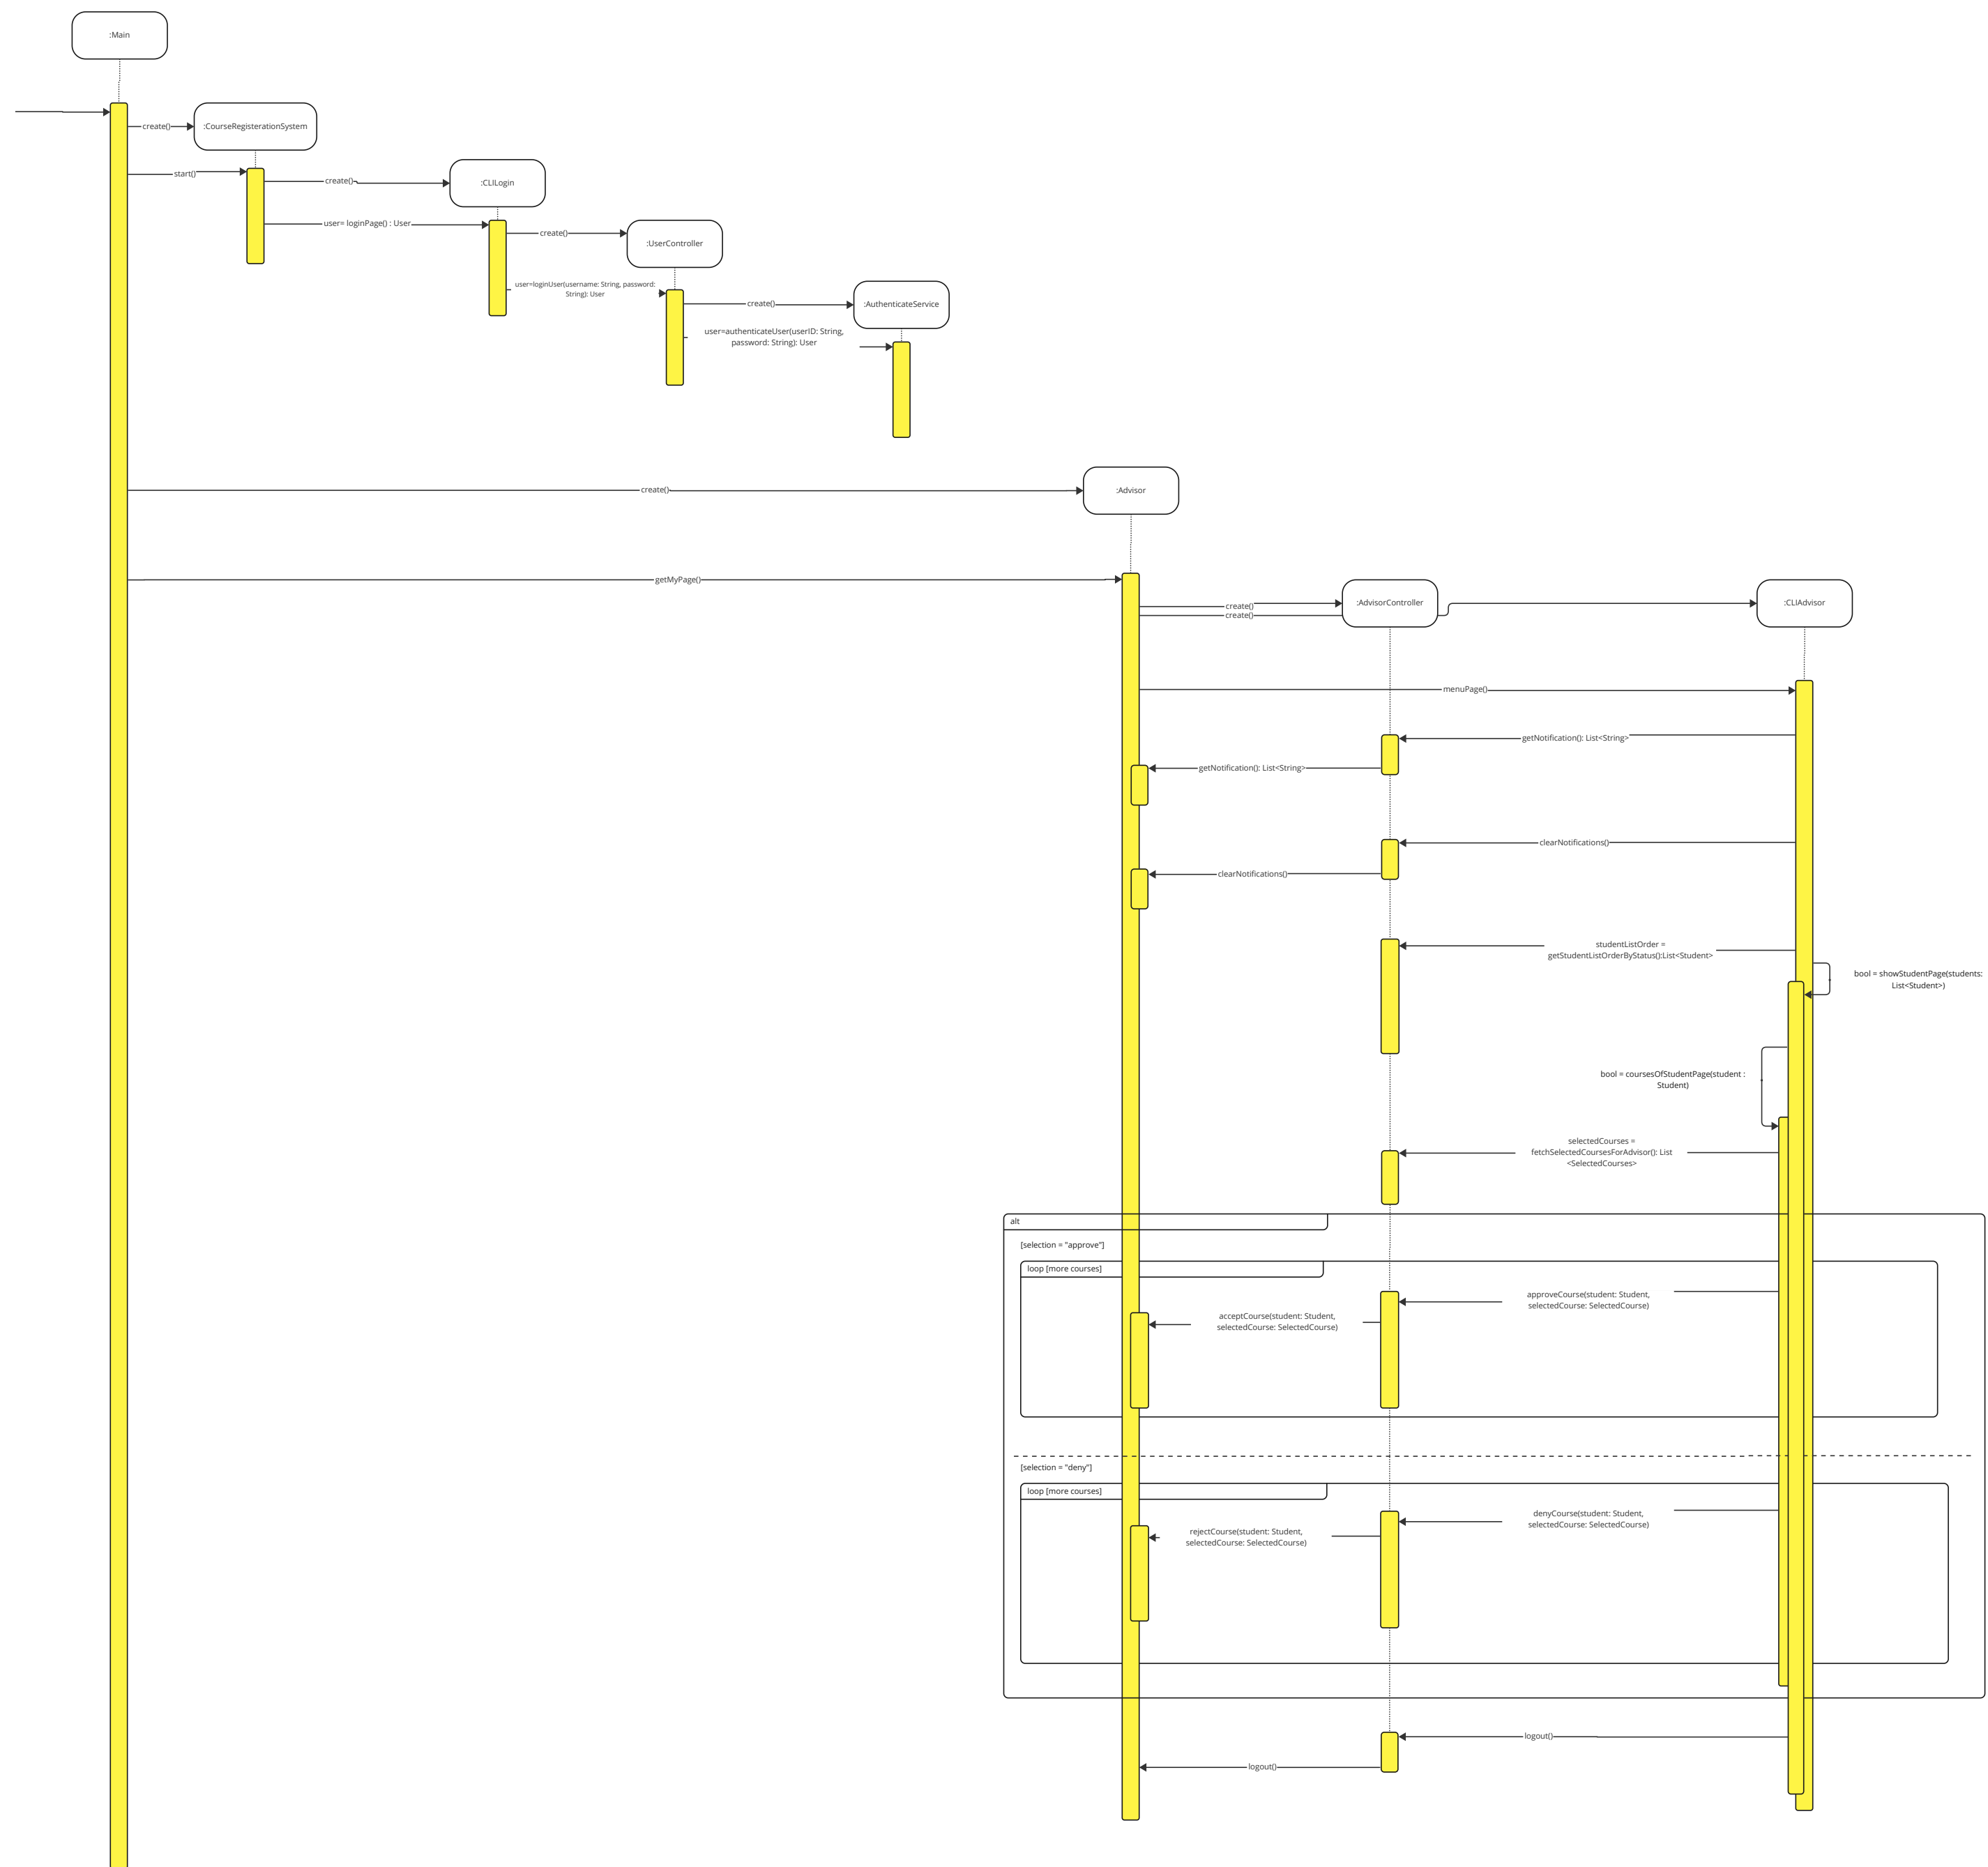 :Main
:CourseRegisterationSystem
create()
start()
create()
:CLILogin
user= loginPage() : User
create()
:UserController
user=loginUser(username: String, password:
String): User
create()
:AuthenticateService
user=authenticateUser(userID: String,
password: String): User
create()
:Advisor
getMyPage()
create()
:AdvisorController
:CLIAdvisor
create()
menuPage()
getNotification(): List<String>
getNotification(): List<String>
clearNotifications()
clearNotifications()
studentListOrder =
getStudentListOrderByStatus():List<Student>
bool = showStudentPage(students:
List<Student>)
bool = coursesOfStudentPage(student :
Student)
selectedCourses =
fetchSelectedCoursesForAdvisor(): List
<SelectedCourses>
alt
[selection = "approve"]
loop [more courses]
approveCourse(student: Student,
selectedCourse: SelectedCourse)
acceptCourse(student: Student,
selectedCourse: SelectedCourse)
[selection = "deny"]
loop [more courses]
denyCourse(student: Student,
selectedCourse: SelectedCourse)
rejectCourse(student: Student,
selectedCourse: SelectedCourse)
logout()
logout()